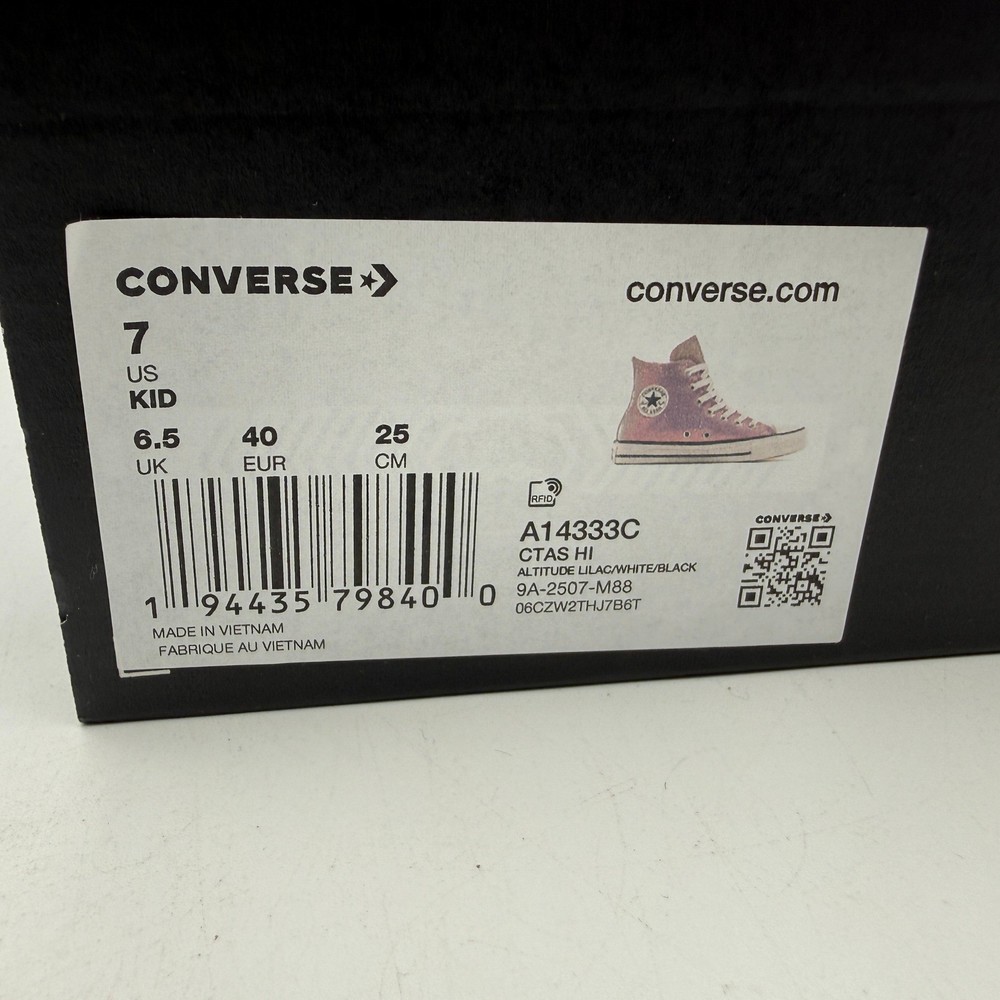 CONVERSE
converse.com
7
US
KID
6.5 40 25
UK EUR CM
RFID
A14333C
CTAS HI
ALTITUDE LILAC/WHITE/BLACK
9A-2507-M88
06CZW2THJ7B6T
CONVERSE
1 94435 79840 0
MADE IN VIETNAM
FABRIQUE AU VIETNAM